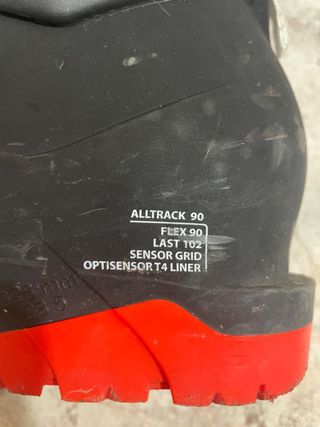 ALLTRACK 90
FLEX 90
LAST 102
SENSOR GRID
OPTISENSOR T4 LINER